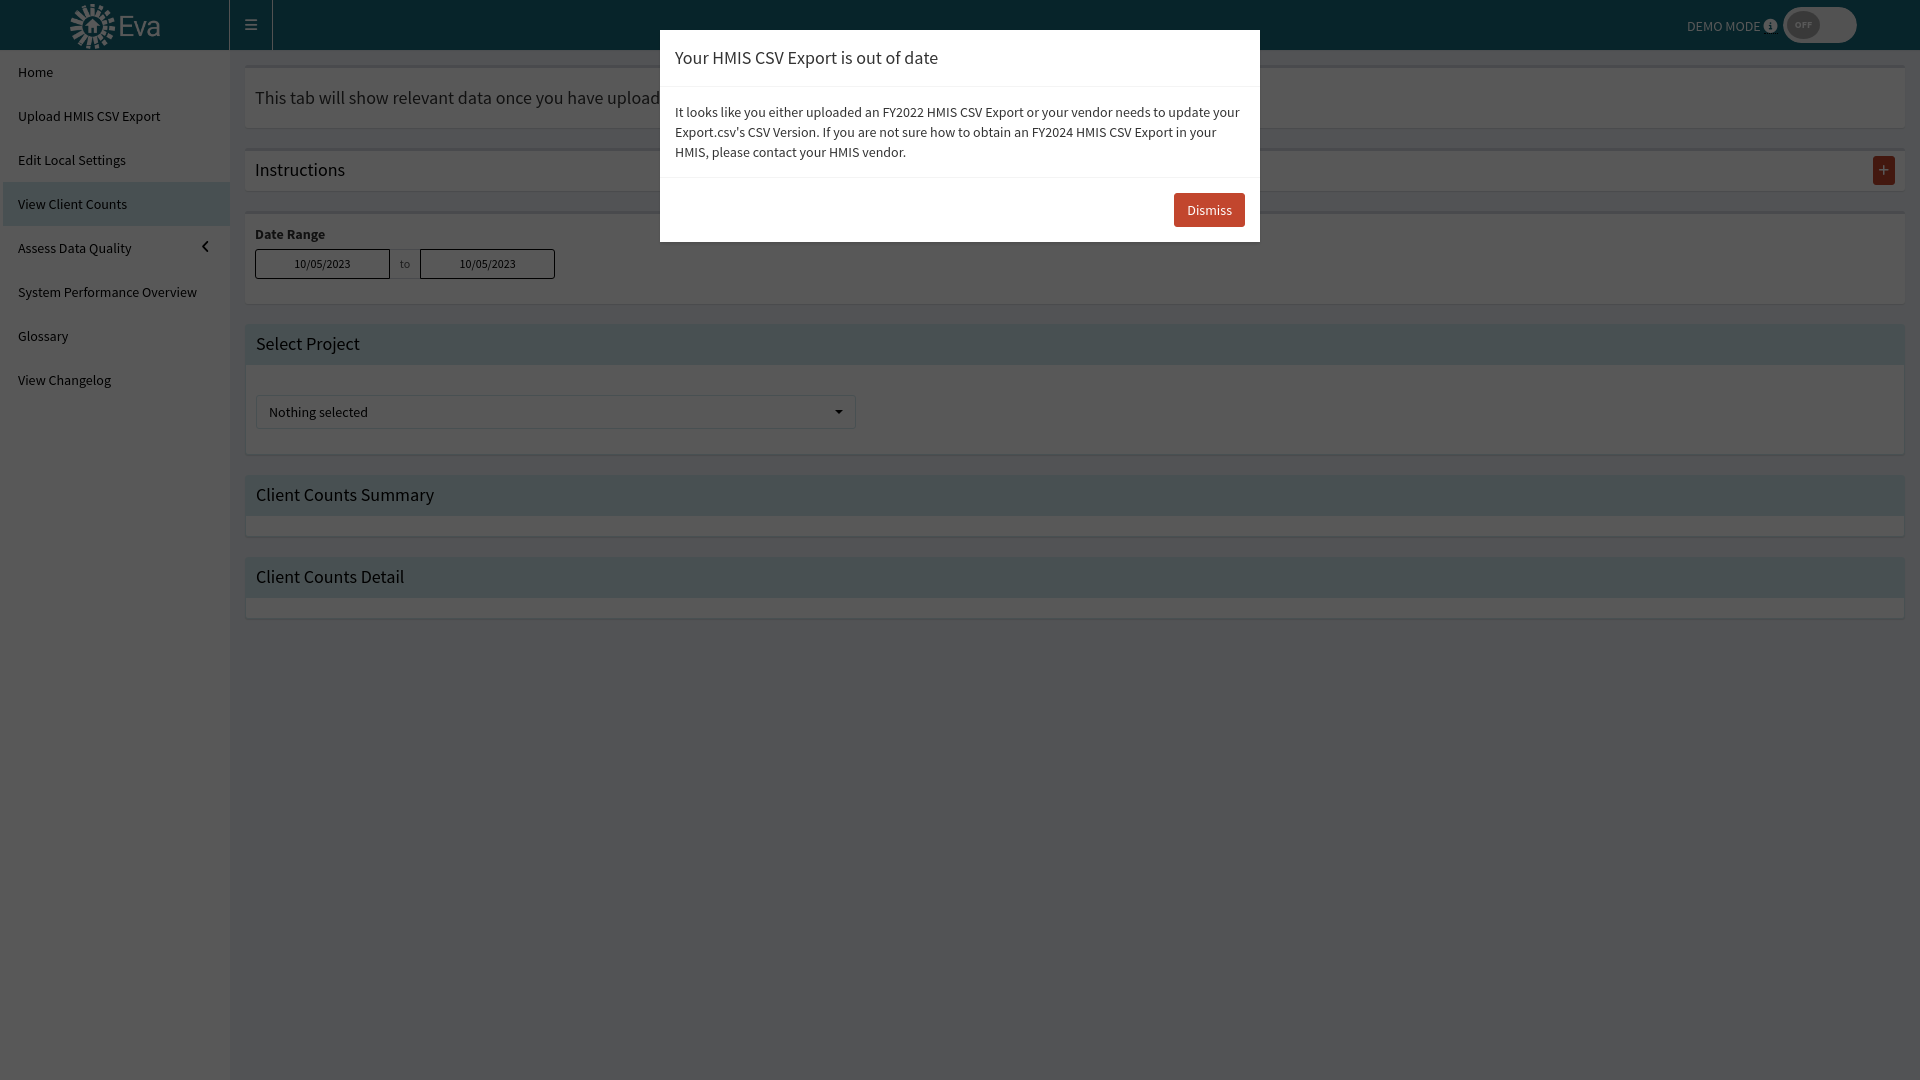 Eva
DEMO MODE
OFF
Home
Upload HMIS CSV Export
Edit Local Settings
View Client Counts
Assess Data Quality
System Performance Overview
Glossary
View Changelog
Your HMIS CSV Export is out of date
It looks like you either uploaded an FY2022 HMIS CSV Export or your vendor needs to update your
Export.csv's CSV Version. If you are not sure how to obtain an FY2024 HMIS CSV Export in your
HMIS, please contact your HMIS vendor.
Dismiss
This tab will show relevant data once you have upload
Instructions
+
Date Range
10/05/2023 to 10/05/2023
Select Project
Nothing selected
Client Counts Summary
Client Counts Detail